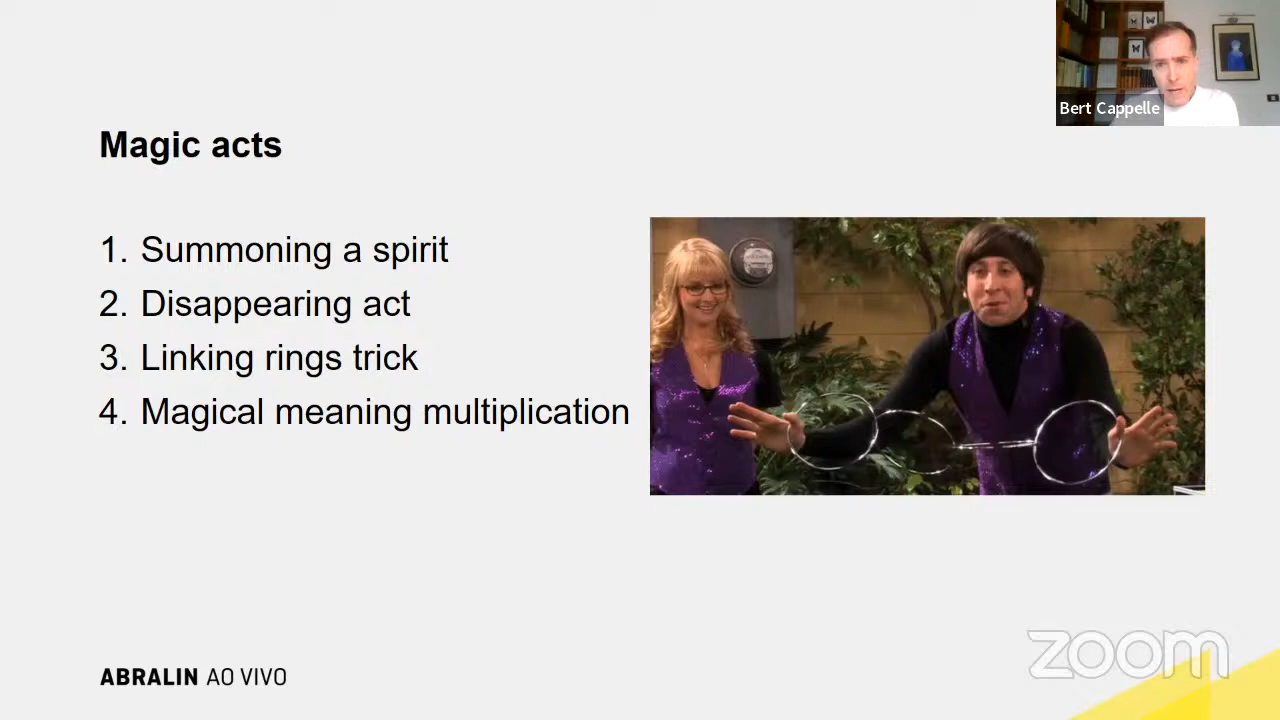 Bert Cappelle
Magic acts
1. Summoning a spirit
2. Disappearing act
3. Linking rings trick
4. Magical meaning multiplication
ABRALIN AO VIVO
zoom